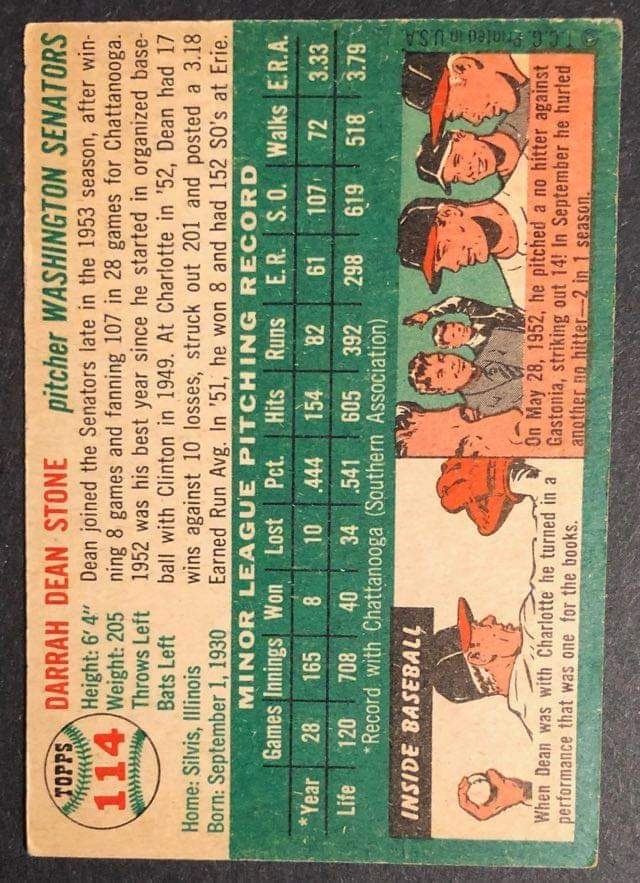 TOPPS
114
DARRAH DEAN STONE pitcher WASHINGTON SENATORS
Height: 6' 4"
Weight: 205
Throws Left
Bats Left
Home: Silvis, Illinois
Born: September 1, 1930
Dean joined the Senators late in the 1953 season, after win-
ning 8 games and fanning 107 in 28 games for Chattanooga.
1952 was his best year since he started in organized base-
ball with Clinton in 1949. At Charlotte in '52, Dean had 17
wins against 10 losses, struck out 201 and posted a 3.18
Earned Run Avg. In '51, he won 8 and had 152 SO's at Erie.
MINOR LEAGUE PITCHING RECORD
Games Innings Won Lost Pct. Hits Runs E.R. S.O. Walks E.R.A.
*Year 28 165 8 10 .444 154 82 61 107 72 3.33
Life 120 708 40 34 .541 605 392 298 619 518 3.79
*Record with Chattanooga (Southern Association)
INSIDE BASEBALL
When Dean was with Charlotte he turned in a
performance that was one for the books.
On May 28, 1952, he pitched a no hitter against
Gastonia, striking out 14! In September he hurled
another no hitter—2 in 1 season.
© T.C.G. Printed in U.S.A.